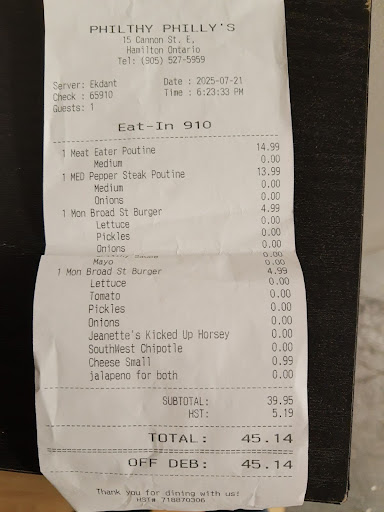 PHILTHY PHILLY'S
15 Cannon St. E.
Hamilton Ontario
Tel: (905) 527-5959
Server: Ekdant Date : 2025-07-21
Check : 65910 Time : 6:23:33 PM
Guests: 1
Eat-In 910
1 Meat Eater Poutine 14.99
Medium 0.00
1 MED Pepper Steak Poutine 13.99
Medium 0.00
Onions 0.00
1 Mon Broad St Burger 4.99
Lettuce 0.00
Pickles 0.00
Onions 0.00
0.00
Mayo 0.00
1 Mon Broad St Burger 4.99
Lettuce 0.00
Tomato 0.00
Pickles 0.00
Onions 0.00
Jeanette's Kicked Up Horsey 0.00
SouthWest Chipotle 0.00
Cheese Small 0.99
jalapeno for both 0.00
SUBTOTAL: 39.95
HST: 5.19
TOTAL: 45.14
OFF DEB: 45.14
Thank you for dining with us!
HST# 718870306